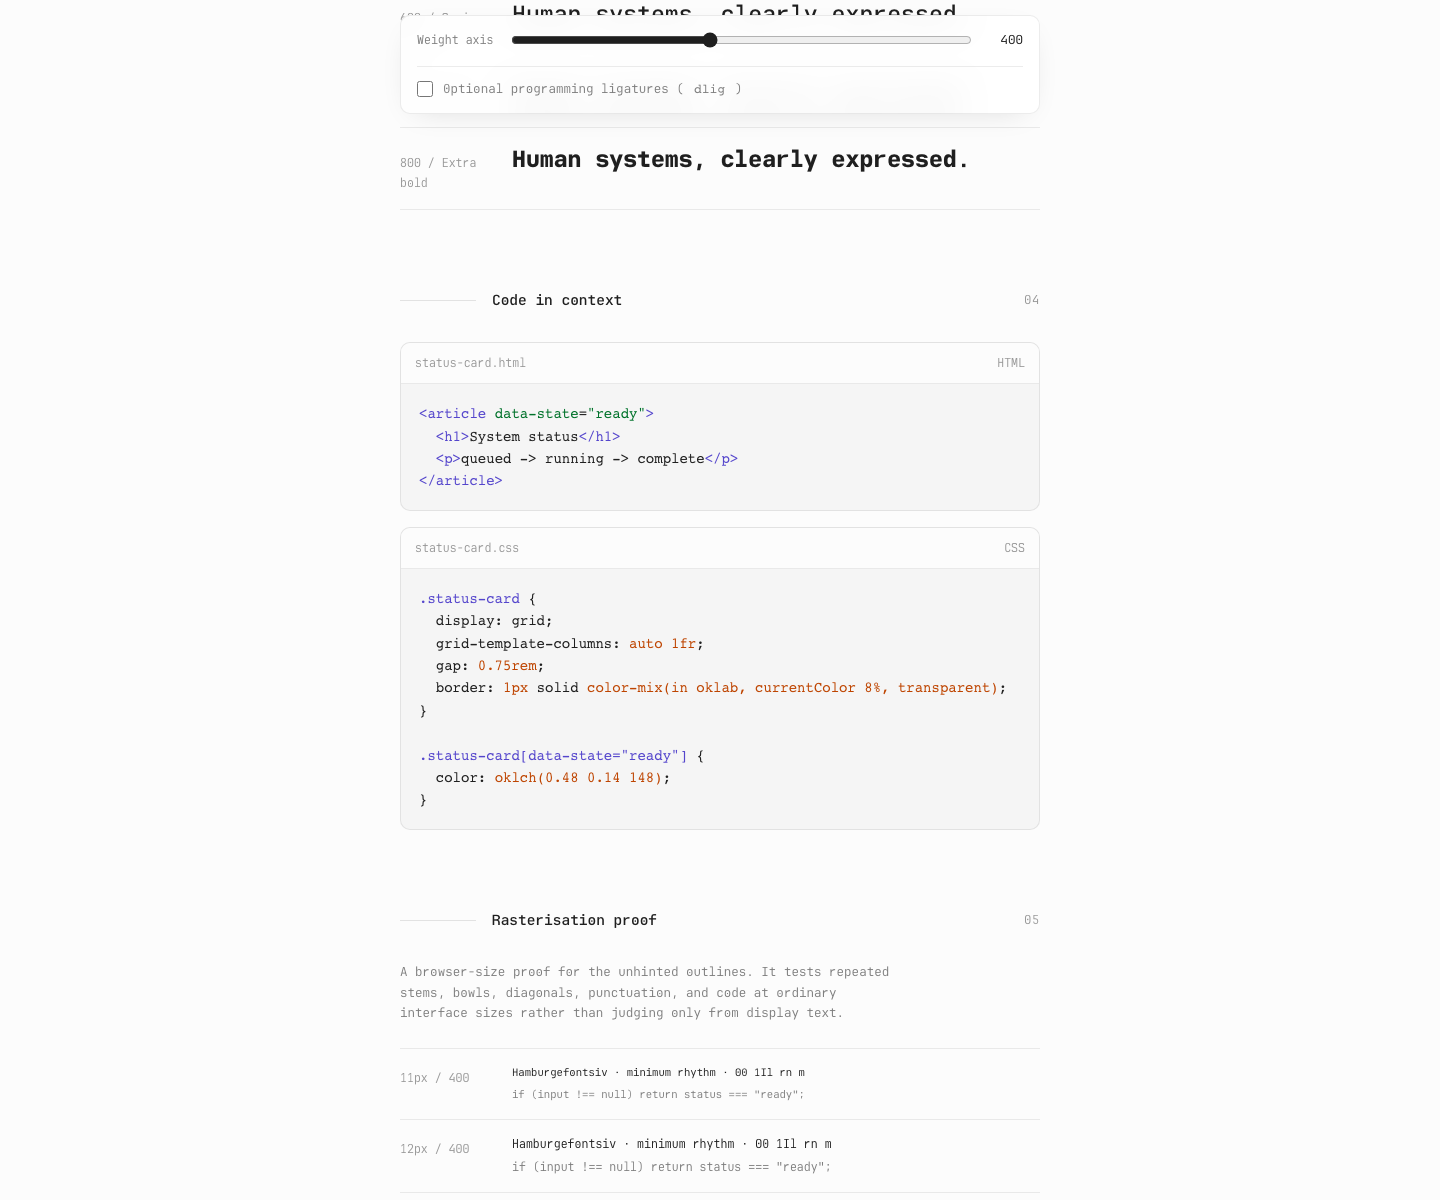 Human systems, clearly expressed.
Weight axis 400
Optional programming ligatures ( dlig )
800 / Extra bold
Human systems, clearly expressed.
Code in context 04
status-card.html HTML
<article data-state="ready">
  <h1>System status</h1>
  <p>queued -> running -> complete</p>
</article>
status-card.css CSS
.status-card {
  display: grid;
  grid-template-columns: auto 1fr;
  gap: 0.75rem;
  border: 1px solid color-mix(in oklab, currentColor 8%, transparent);
}
.status-card[data-state="ready"] {
  color: oklch(0.48 0.14 148);
}
Rasterisation proof 05
A browser-size proof for the unhinted outlines. It tests repeated
stems, bowls, diagonals, punctuation, and code at ordinary
interface sizes rather than judging only from display text.
11px / 400
Hamburgefontsiv · minimum rhythm · 00 1Il rn m
if (input !== null) return status === "ready";
12px / 400
Hamburgefontsiv · minimum rhythm · 00 1Il rn m
if (input !== null) return status === "ready";